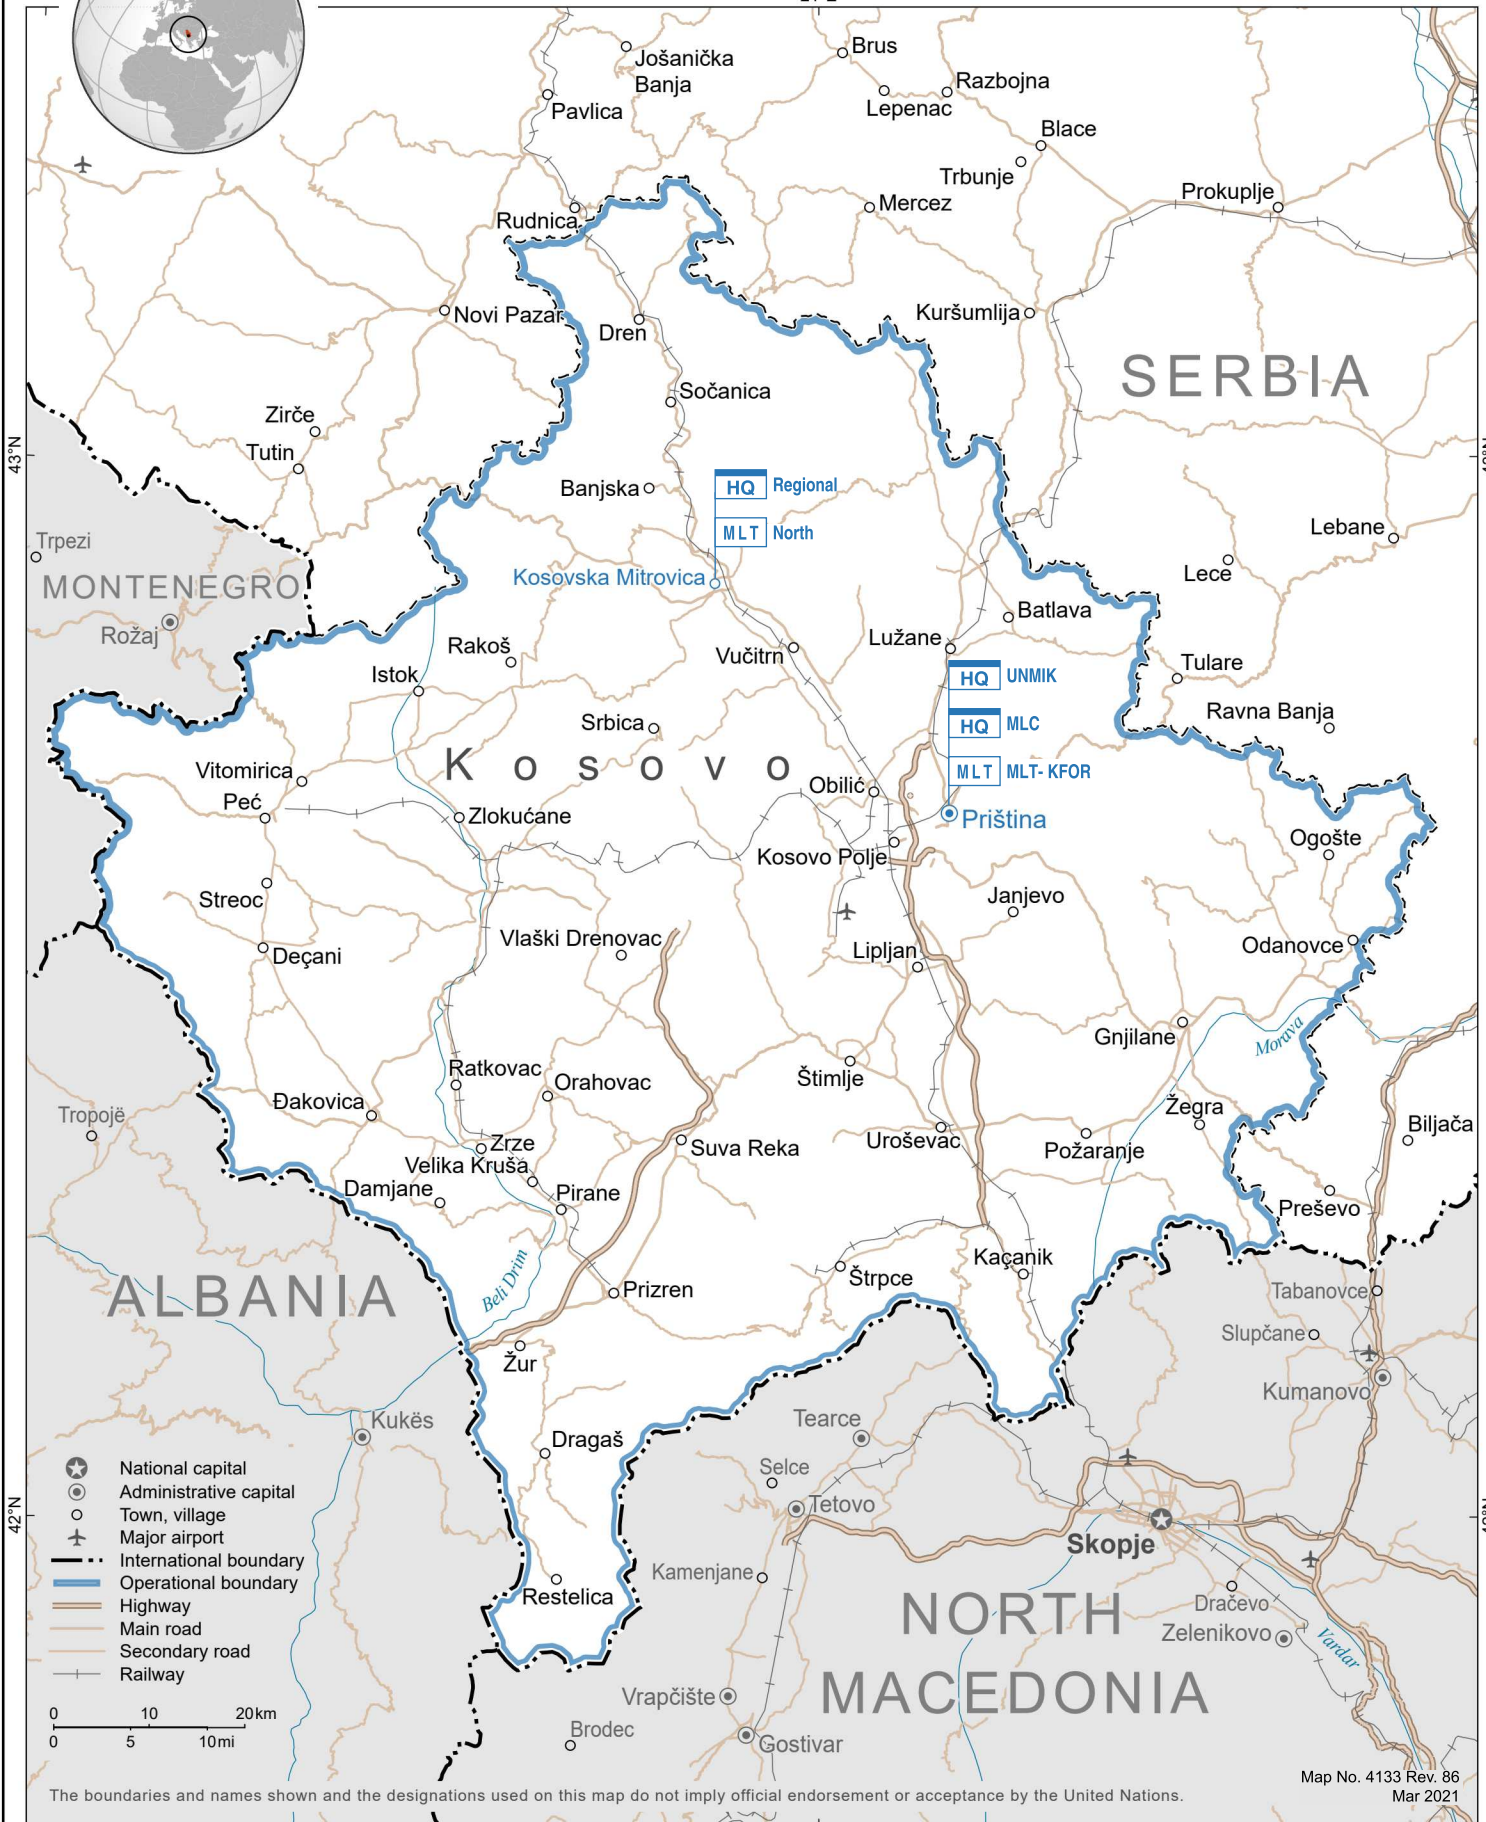 Brus
Jošanička
Banja
Razbojna
Lepenac
Pavlica
Blace
Trbunje
Prokuplje
Mercez
Rudnica
Novi Pazar
Dren
Kuršumlija
SERBIA
Sočanica
Zirče
Tutin
43°N
Banjska
HQ Regional
MLT North
Lebane
Trpezi
Lece
MONTENEGRO
Kosovska Mitrovica
Batlava
Rožaj
Lužane
Rakoš
Vučitrn
Tulare
Istok
HQ UNMIK
Ravna Banja
Srbica
HQ MLC
Kosovo
Vitomirica
MLT MLT- KFOR
Obilić
Peć
Zlokućane
Priština
Ogošte
Kosovo Polje
Streoc
Janjevo
Vlaški Drenovac
Odanovce
Deçani
Lipljan
Gnjilane
Morava
Ratkovac
Orahovac
Štimlje
Đakovica
Žegra
Tropojë
Biljača
Zrze
Suva Reka
Uroševac
Požaranje
Velika Kruša
Damjane
Pirane
Preševo
Kaçanik
Beli Drim
Štrpce
ALBANIA
Prizren
Tabanovce
Slupčane
Žur
Kumanovo
Kukës
Tearce
Dragaš
Selce
Tetovo
Skopje
Kamenjane
Restelica
Dračevo
NORTH
Zelenikovo
Vardar
MACEDONIA
Vrapčište
Brodec
Gostivar
National capital
Administrative capital
42°N
Town, village
Major airport
International boundary
Operational boundary
Highway
Main road
Secondary road
Railway
0 10 20 km
0 5 10 mi
Map No. 4133 Rev. 86
Mar 2021
The boundaries and names shown and the designations used on this map do not imply official endorsement or acceptance by the United Nations.